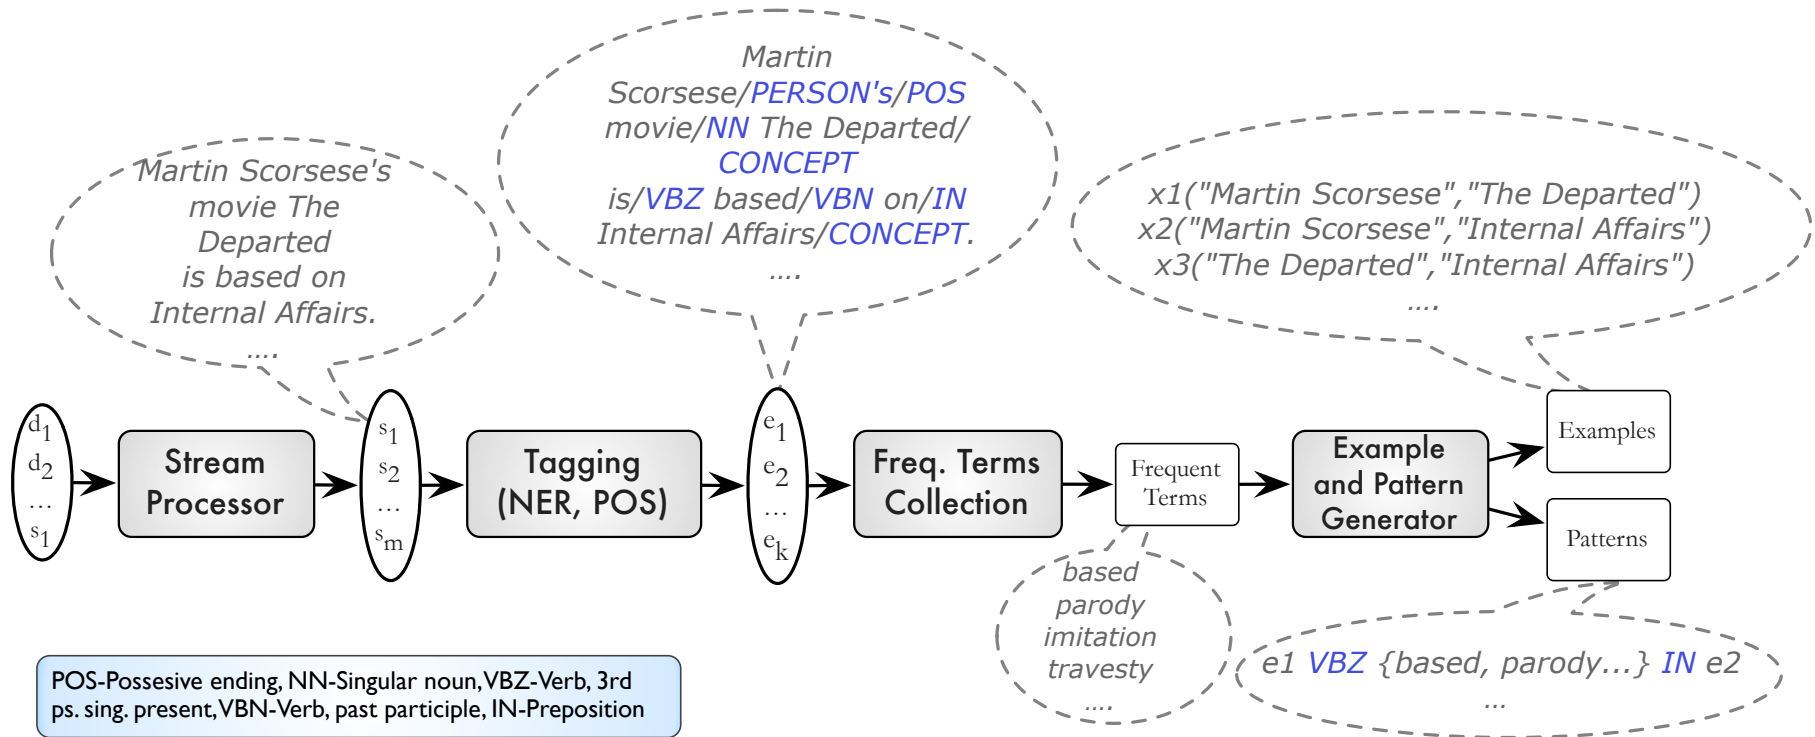 Martin Scorsese's
movie The
Departed
is based on
Internal Affairs.
....
Martin
Scorsese/PERSON's/POS
movie/NN The Departed/
CONCEPT
is/VBZ based/VBN on/IN
Internal Affairs/CONCEPT.
....
x1("Martin Scorsese","The Departed")
x2("Martin Scorsese","Internal Affairs")
x3("The Departed","Internal Affairs")
....
d1
d2
...
s1
Stream
Processor
s1
s2
...
sm
Tagging
(NER, POS)
e1
e2
...
ek
Freq. Terms
Collection
Frequent
Terms
Example
and Pattern
Generator
Examples
Patterns
based
parody
imitation
travesty
....
e1 VBZ {based, parody...} IN e2
...
POS-Possesive ending, NN-Singular noun, VBZ-Verb, 3rd
ps. sing. present, VBN-Verb, past participle, IN-Preposition